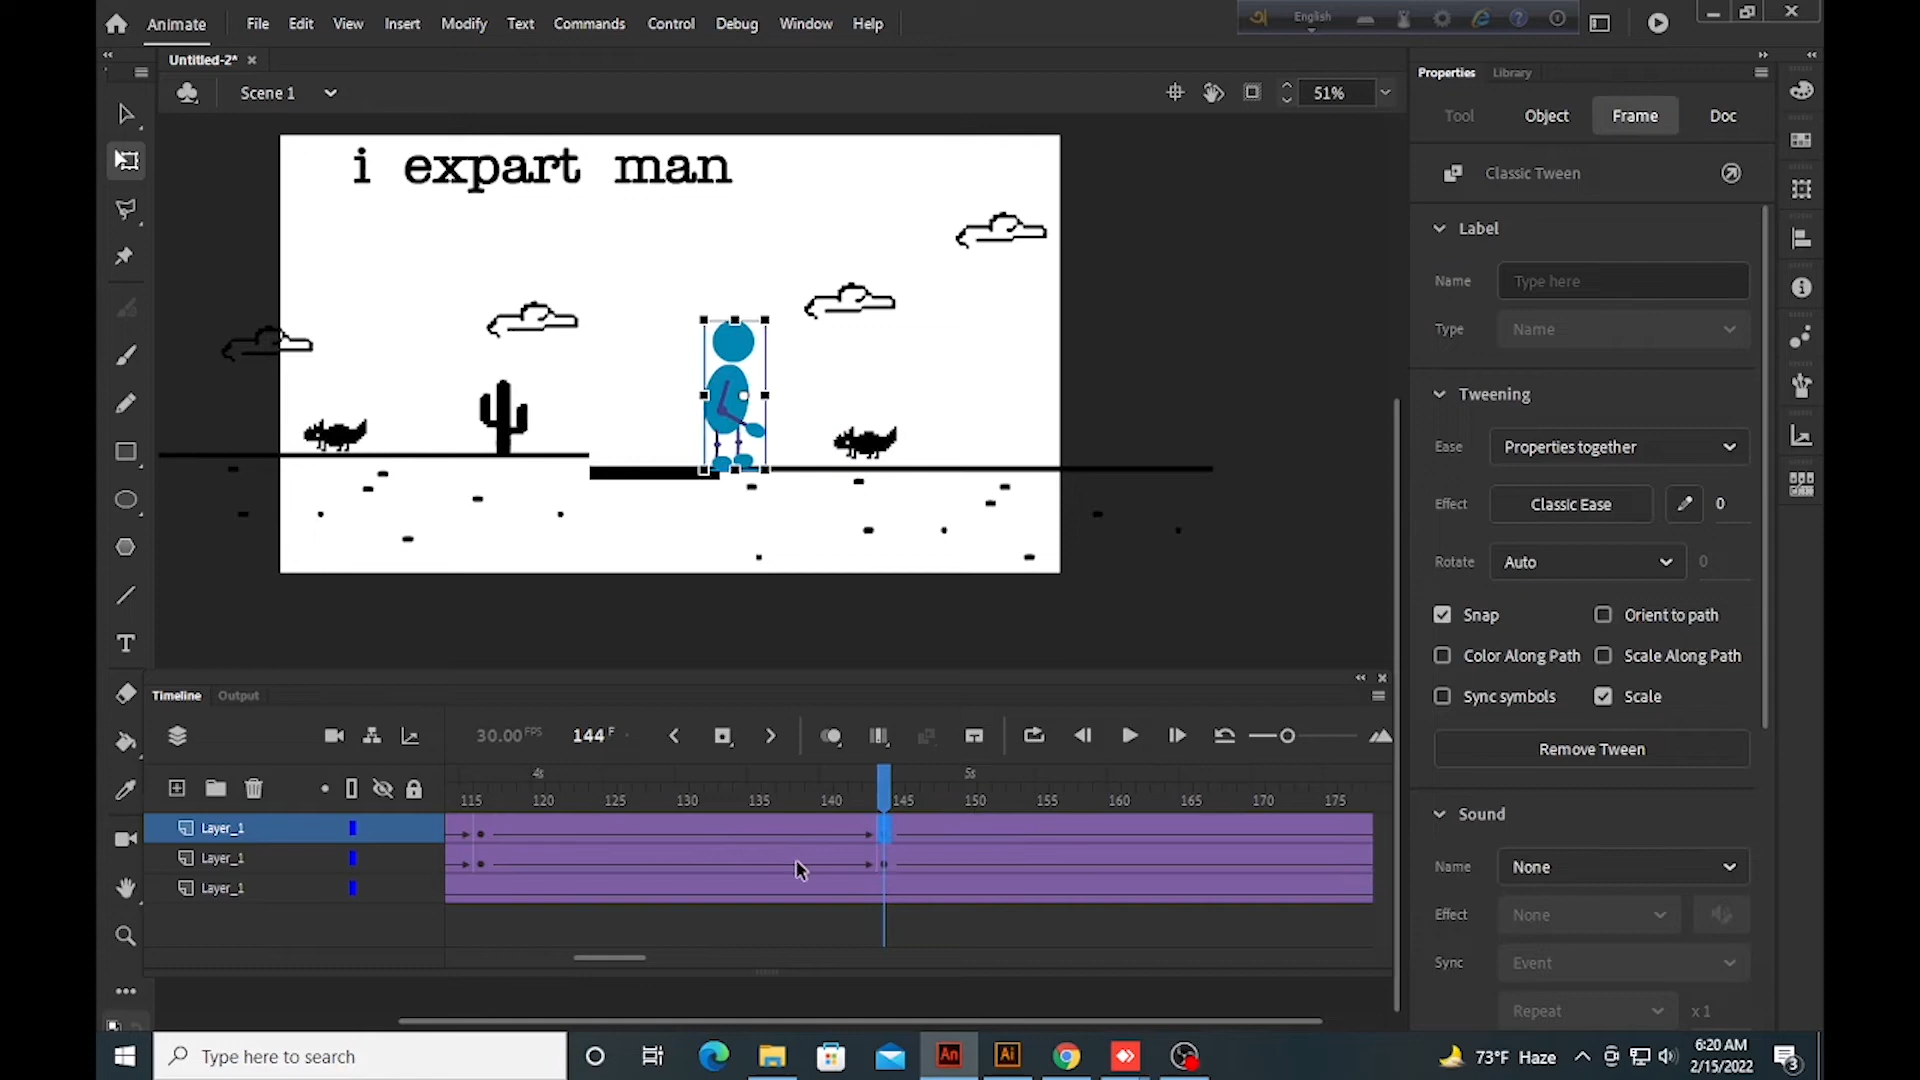 Animate File Edit View Insert Modify Text Commands Control Debug Window Help
English
Untitled-2*
Scene 1
51%
i expart man
Properties Library
Tool Object Frame Doc
Classic Tween
Label
Name Type here
Type Name
Tweening
Ease Properties together
Effect Classic Ease 0
Rotate Auto 0
Snap Orient to path
Color Along Path Scale Along Path
Sync symbols Scale
Remove Tween
Sound
Name None
Effect None
Sync Event
Repeat x 1
Timeline Output
30.00 FPS 144 F
4s 5s
115 120 125 130 135 140 145 150 155 160 165 170 175
Layer_1
Layer_1
Layer_1
Type here to search
An Ai
73°F Haze
6:20 AM
2/15/2022
3